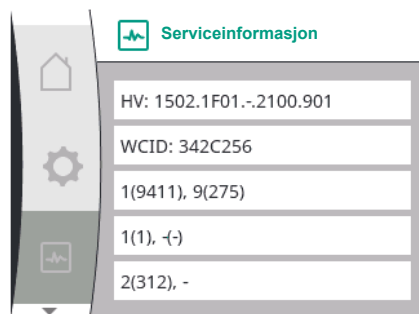 Serviceinformasjon
HV: 1502.1F01.-.2100.901
WCID: 342C256
1(9411), 9(275)
1(1), -(-)
2(312), -